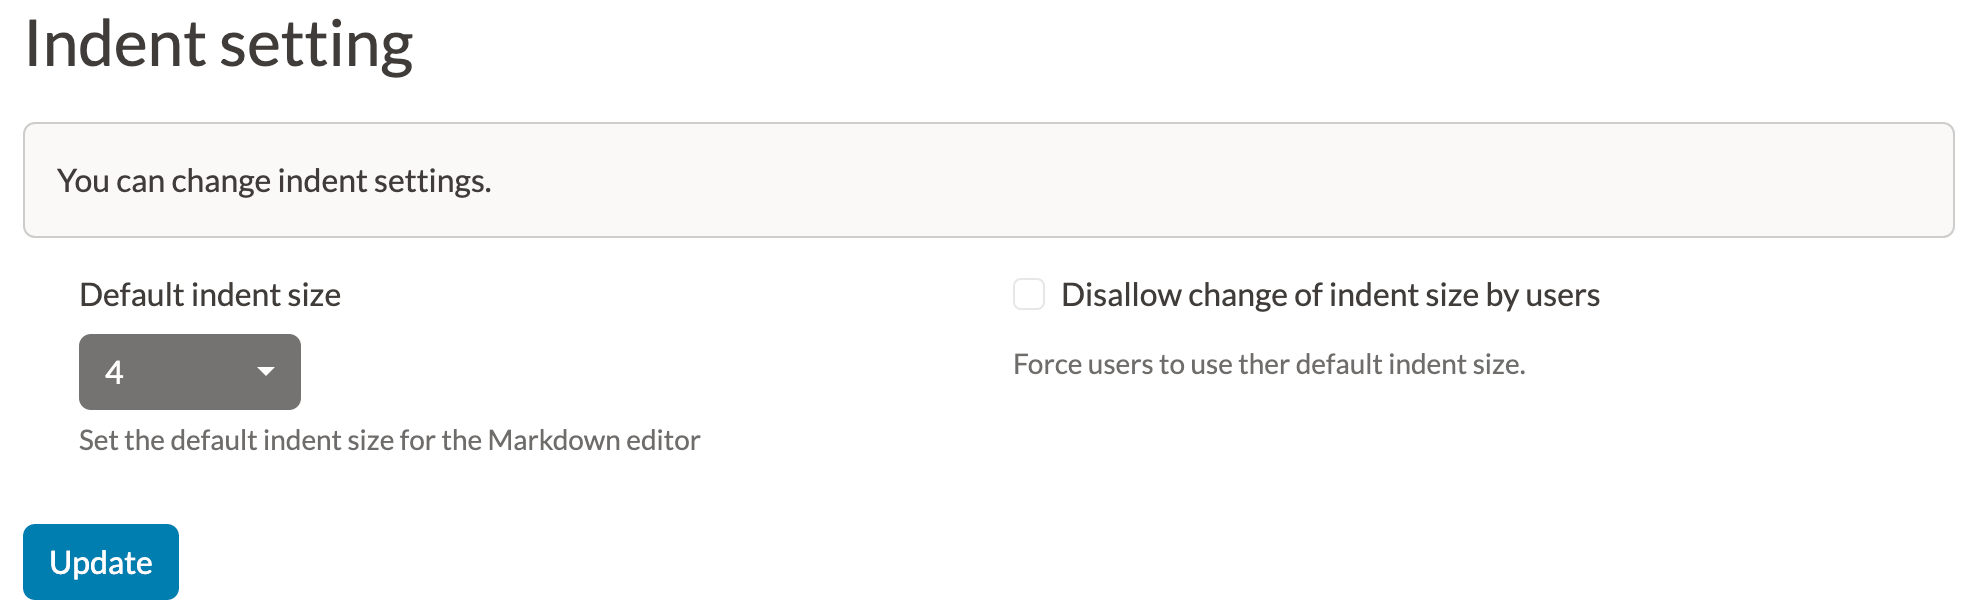 Indent setting
You can change indent settings.
Default indent size
4
Set the default indent size for the Markdown editor
Disallow change of indent size by users
Force users to use ther default indent size.
Update